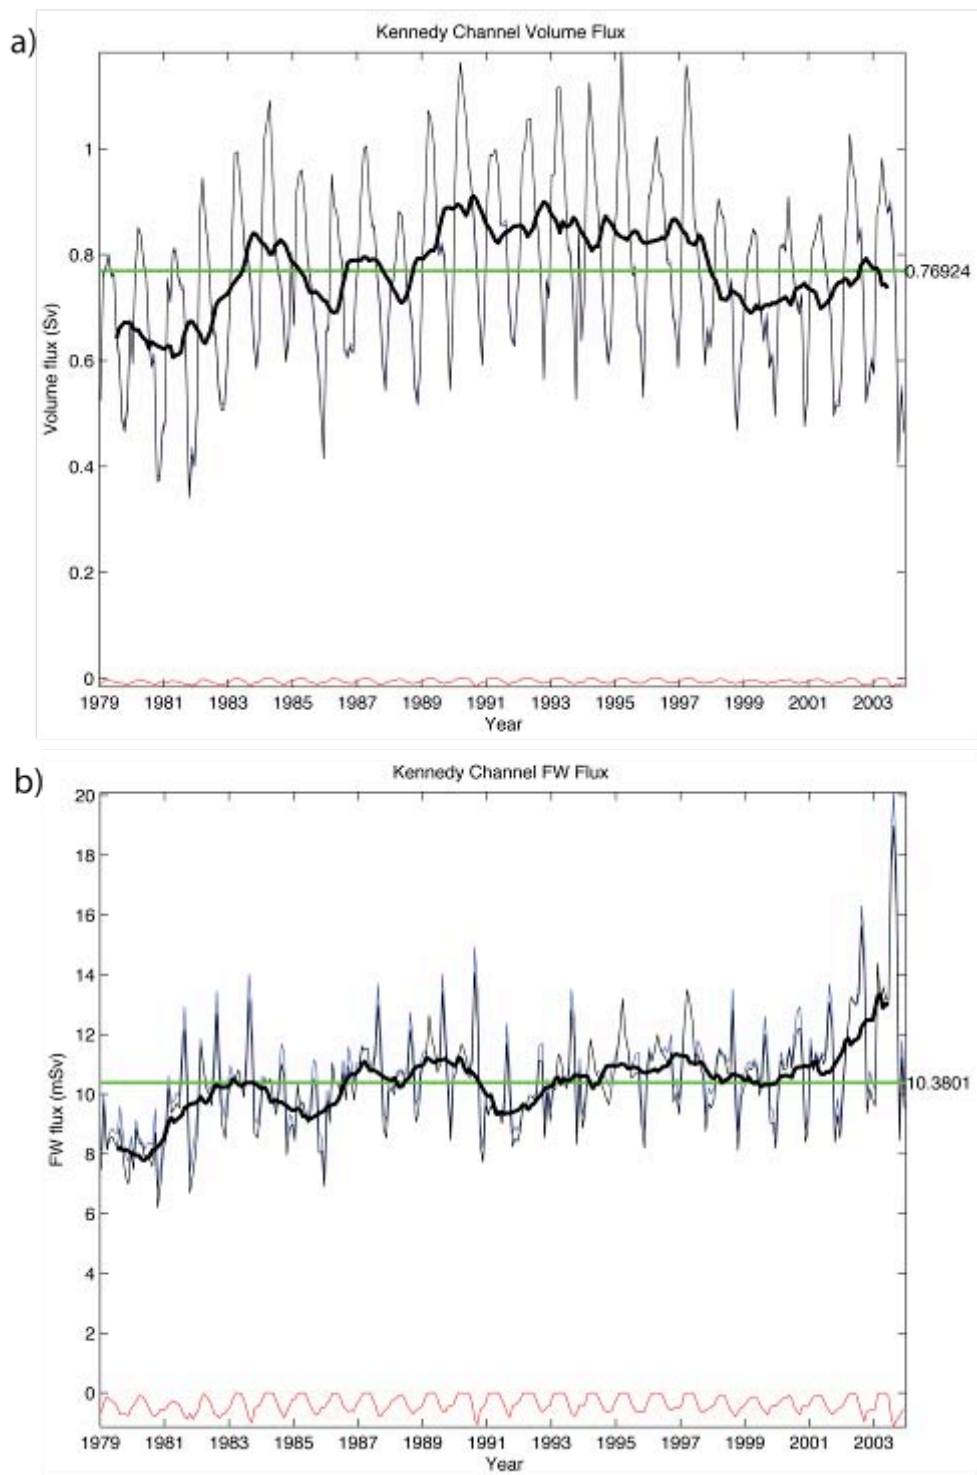 a)
Kennedy Channel Volume Flux
Volume flux (Sv)
1
0.8
0.6
0.4
0.2
0
0.76924
1979 1981 1983 1985 1987 1989 1991 1993 1995 1997 1999 2001 2003
Year
b)
Kennedy Channel FW Flux
FW flux (mSv)
20
18
16
14
12
10
8
6
4
2
0
10.3801
1979 1981 1983 1985 1987 1989 1991 1993 1995 1997 1999 2001 2003
Year